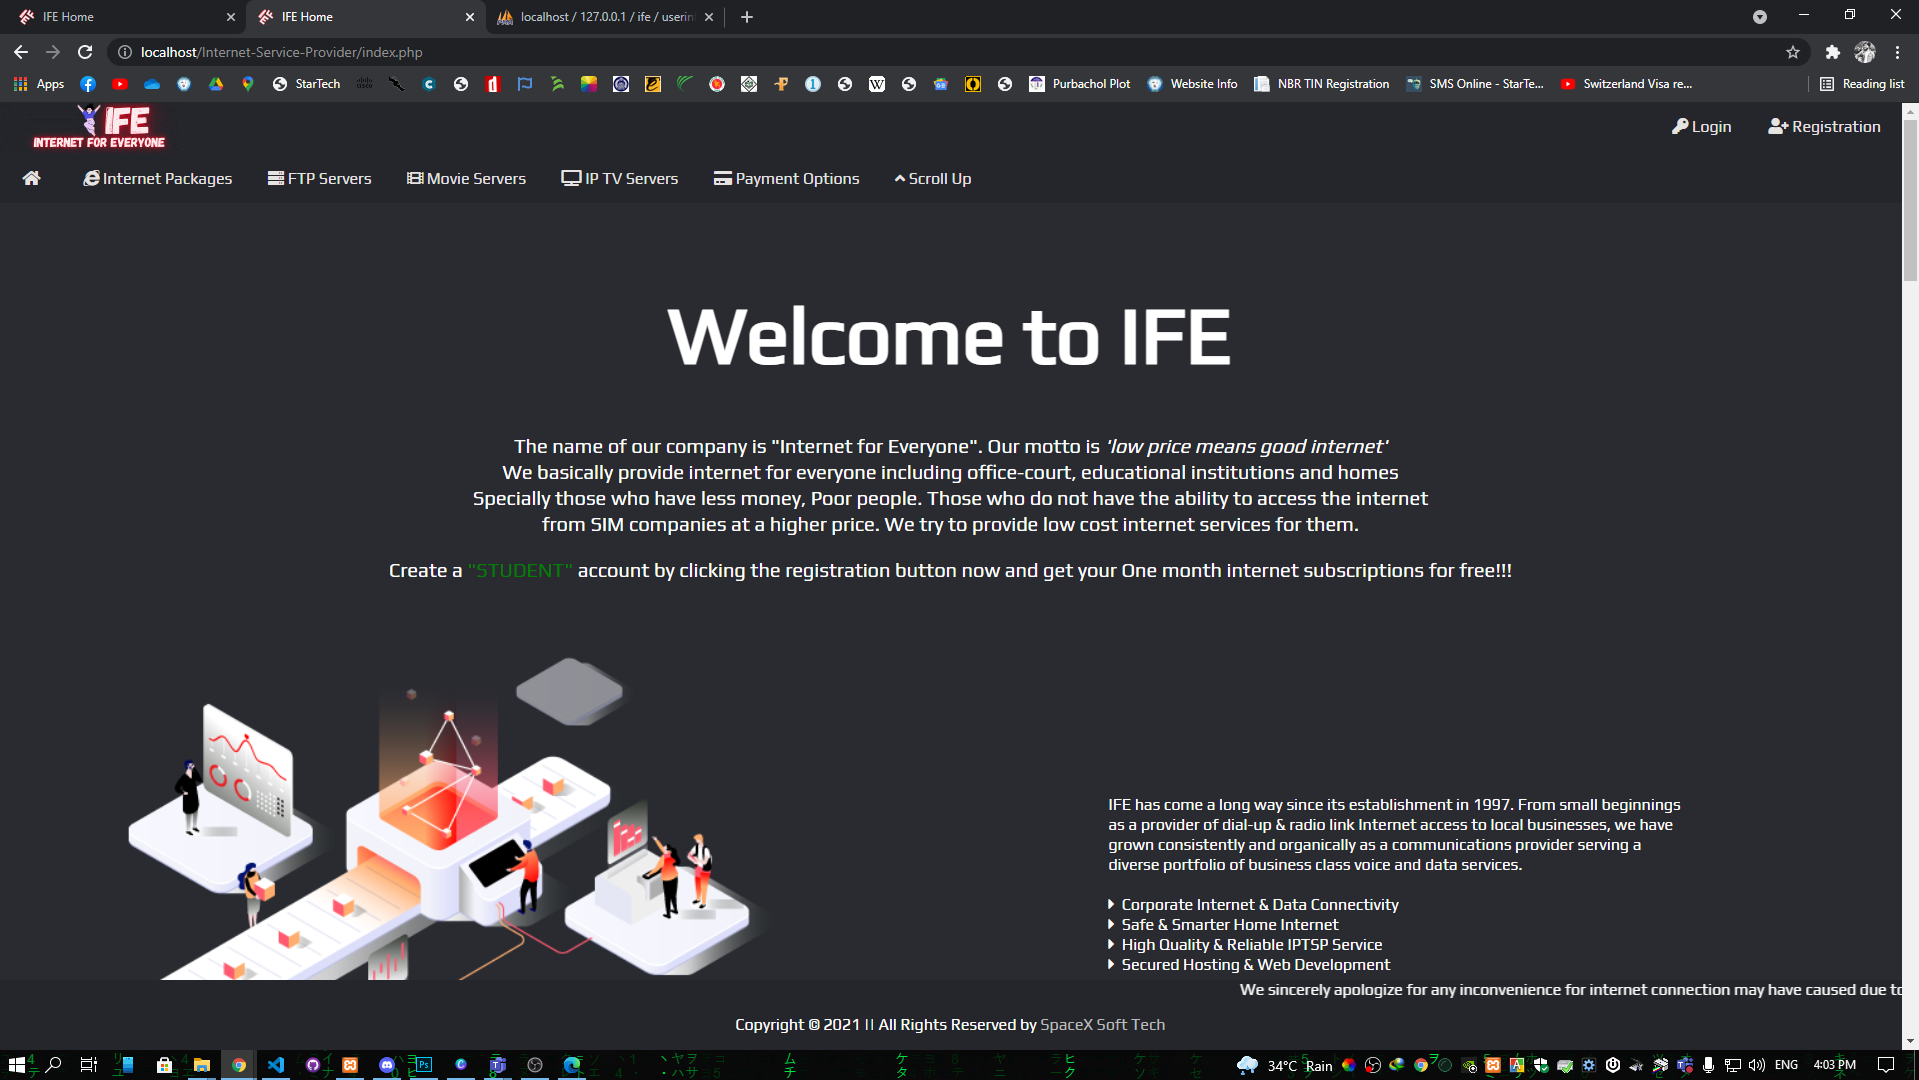 IFE Home
IFE Home
localhost / 127.0.0.1 / ife / userin
localhost/Internet-Service-Provider/index.php
Apps
StarTech
Purbachol Plot
Website Info
NBR TIN Registration
SMS Online - StarTe...
Switzerland Visa re...
Reading list
IFE
INTERNET FOR EVERYONE
Login
Registration
Internet Packages
FTP Servers
Movie Servers
IP TV Servers
Payment Options
Scroll Up
Welcome to IFE
The name of our company is "Internet for Everyone". Our motto is 'low price means good internet'
We basically provide internet for everyone including office-court, educational institutions and homes
Specially those who have less money, Poor people. Those who do not have the ability to access the internet
from SIM companies at a higher price. We try to provide low cost internet services for them.
Create a "STUDENT" account by clicking the registration button now and get your One month internet subscriptions for free!!!
IFE has come a long way since its establishment in 1997. From small beginnings
as a provider of dial-up & radio link Internet access to local businesses, we have
grown consistently and organically as a communications provider serving a
diverse portfolio of business class voice and data services.
Corporate Internet & Data Connectivity
Safe & Smarter Home Internet
High Quality & Reliable IPTSP Service
Secured Hosting & Web Development
We sincerely apologize for any inconvenience for internet connection may have caused due to
Copyright © 2021 || All Rights Reserved by SpaceX Soft Tech
34°C Rain
ENG
4:03 PM